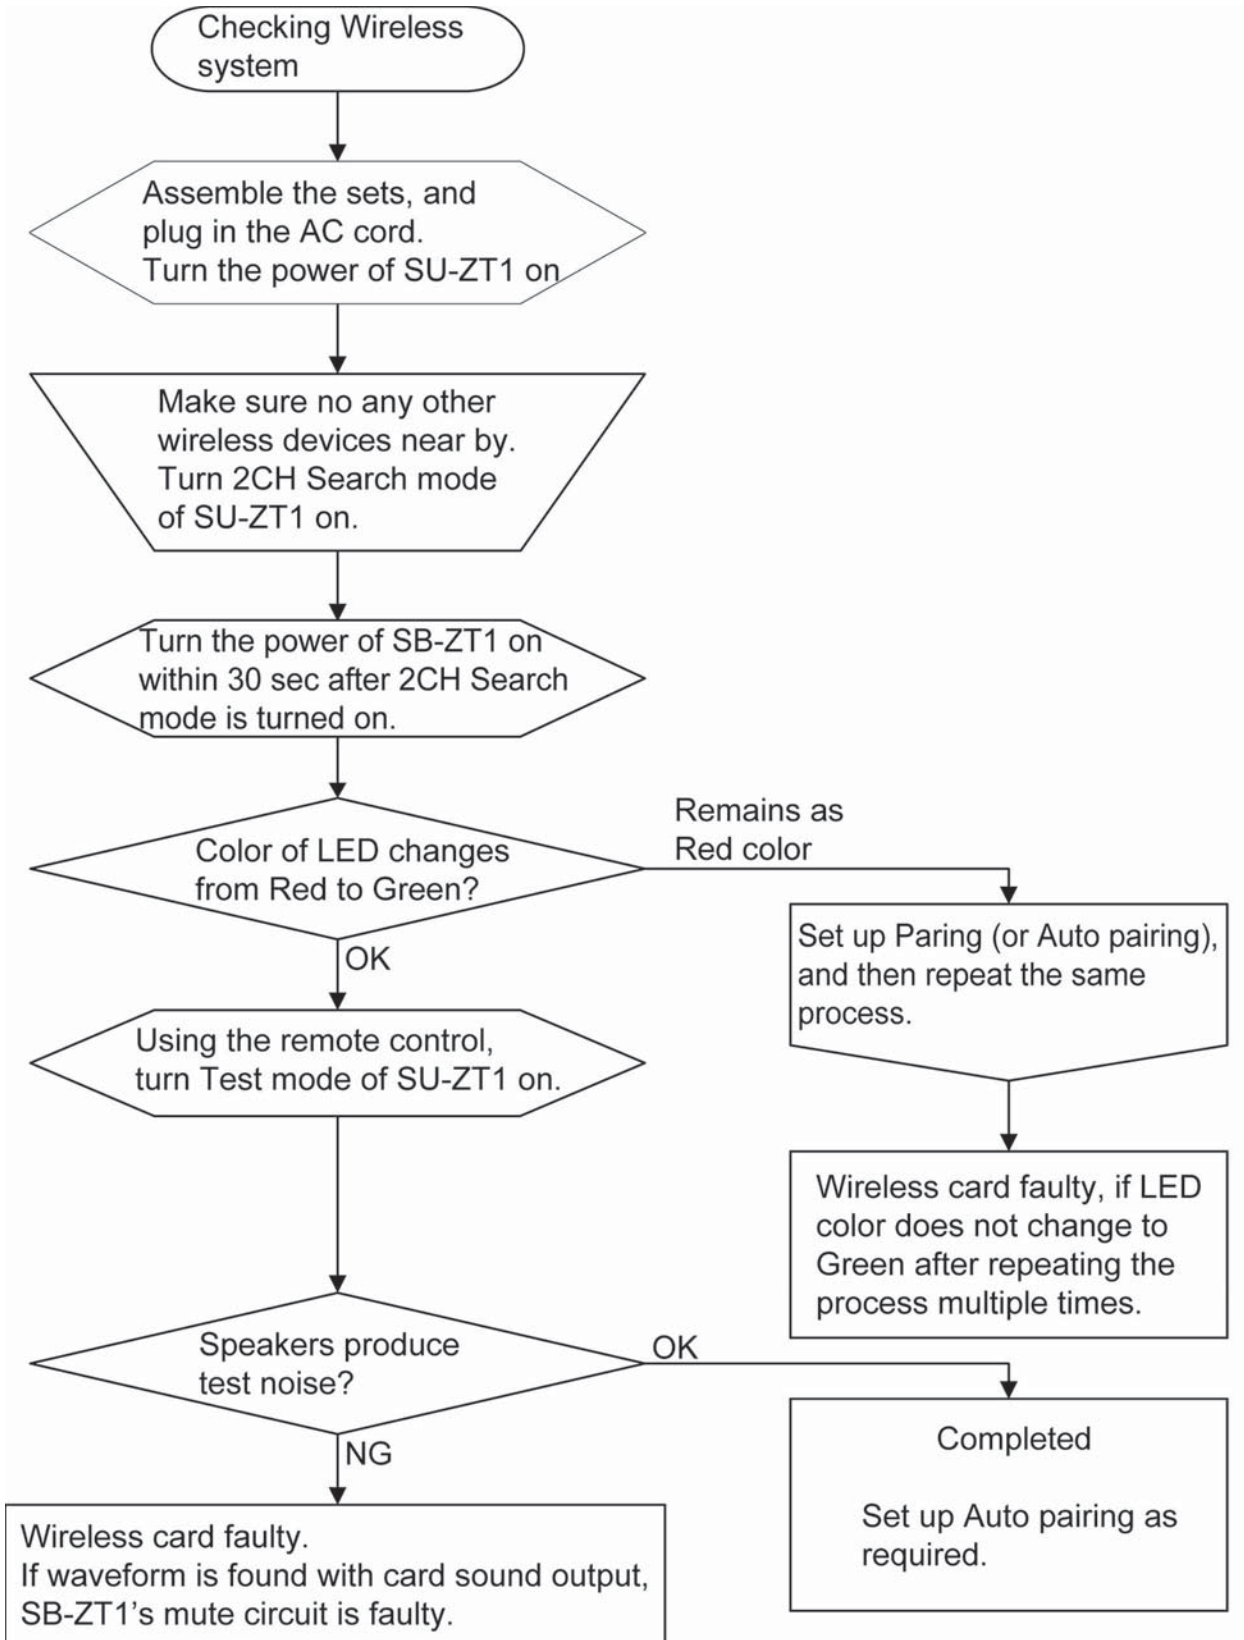 Checking Wireless
system
Assemble the sets, and
plug in the AC cord.
Turn the power of SU-ZT1 on
Make sure no any other
wireless devices near by.
Turn 2CH Search mode
of SU-ZT1 on.
Turn the power of SB-ZT1 on
within 30 sec after 2CH Search
mode is turned on.
Color of LED changes
from Red to Green?
Remains as
Red color
Set up Paring (or Auto pairing),
and then repeat the same
process.
OK
Using the remote control,
turn Test mode of SU-ZT1 on.
Wireless card faulty, if LED
color does not change to
Green after repeating the
process multiple times.
Speakers produce
test noise?
OK
Completed
Set up Auto pairing as
required.
NG
Wireless card faulty.
If waveform is found with card sound output,
SB-ZT1's mute circuit is faulty.